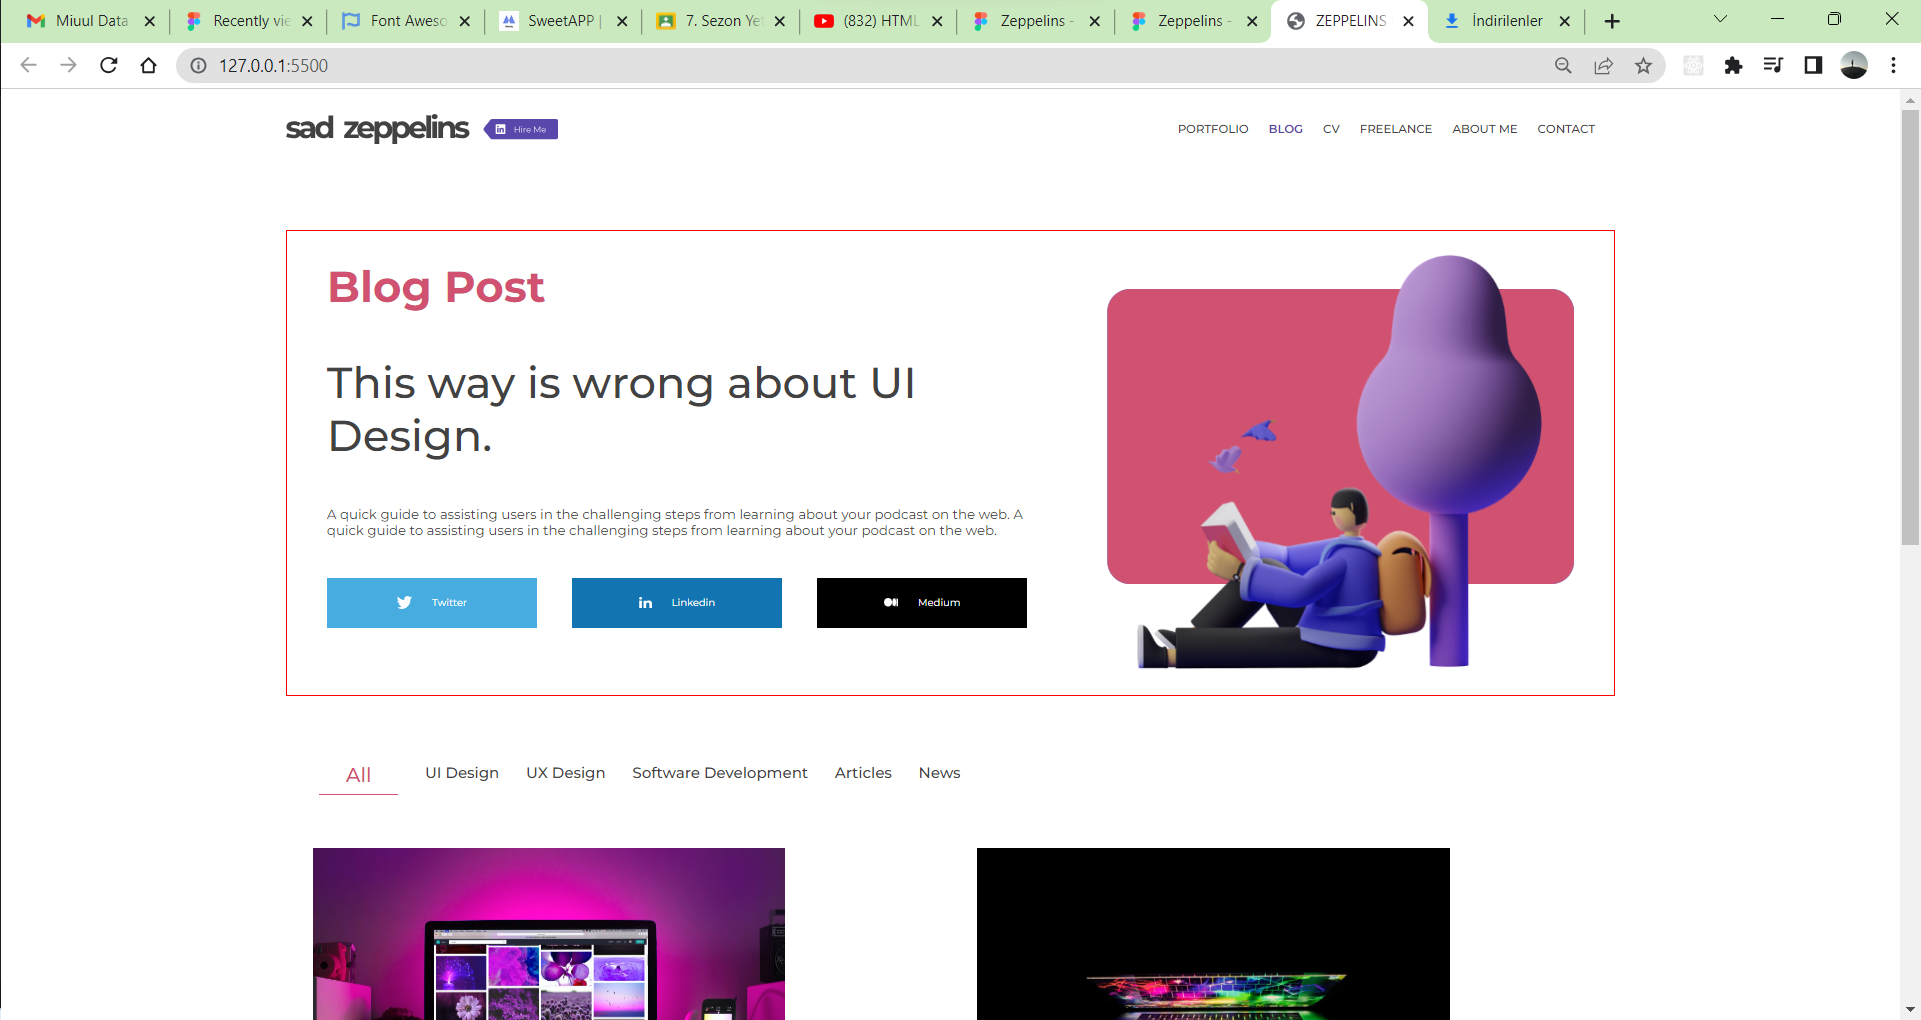 Miuul Data
Recently vie
Font Aweso
SweetAPP |
7. Sezon Yet
(832) HTML
Zeppelins -
Zeppelins -
ZEPPELINS
İndirilenler
127.0.0.1:5500
sad zeppelins
Hire Me
PORTFOLIO BLOG CV FREELANCE ABOUT ME CONTACT
Blog Post
This way is wrong about UI
Design.
A quick guide to assisting users in the challenging steps from learning about your podcast on the web. A
quick guide to assisting users in the challenging steps from learning about your podcast on the web.
Twitter
Linkedin
Medium
All UI Design UX Design Software Development Articles News